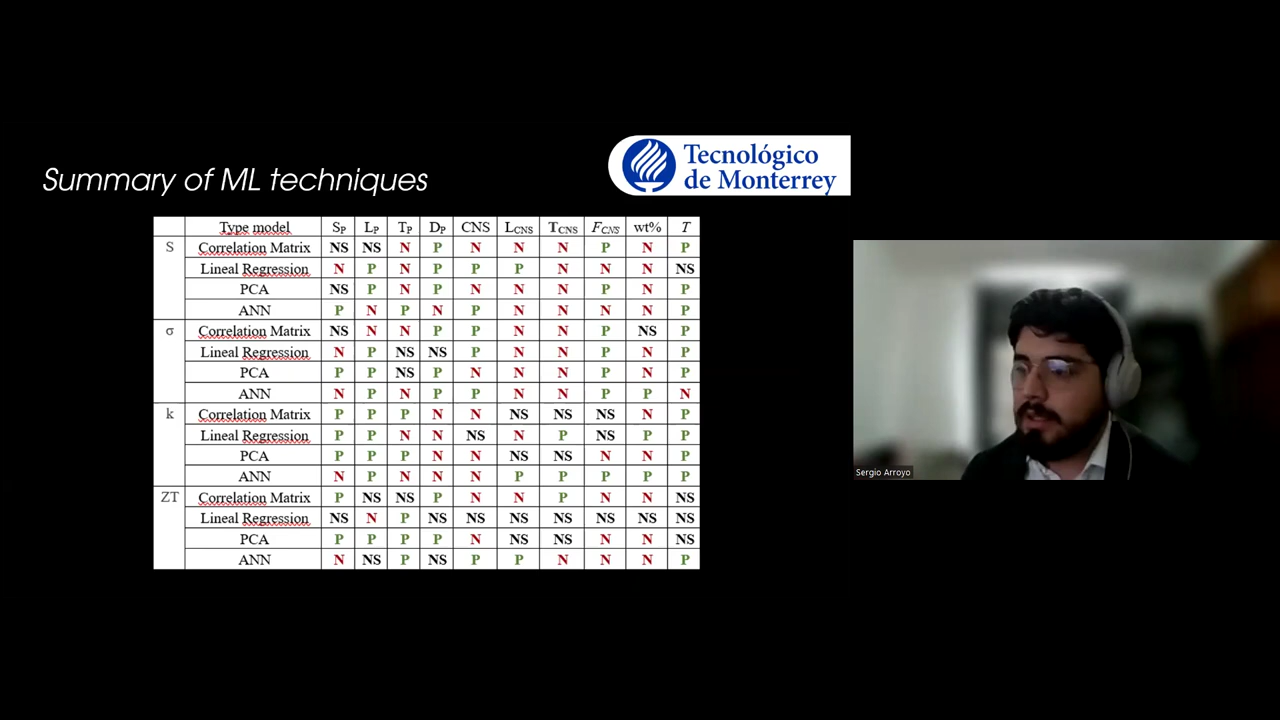 Summary of ML techniques
Tecnológico
de Monterrey
Type model SP LP TP DP CNS LCNS TCNS FCNS wt% T
S Correlation Matrix NS NS N P N N N P N P
Lineal Regression N P N P P P N N N NS
PCA NS P N P N N N P N P
ANN P N P N P N N N N P
σ Correlation Matrix NS N N P P N N P NS P
Lineal Regression N P NS NS P N N P N P
PCA P P NS P N N N P N P
ANN N P N P P N N P P N
k Correlation Matrix P P P N N NS NS NS N P
Lineal Regression P P N N NS N P NS P P
PCA P P P N N NS NS N N P
ANN N P N N N P P P P P
ZT Correlation Matrix P NS NS P N N P N N NS
Lineal Regression NS N P NS NS NS NS NS NS NS
PCA P P P P N NS NS N N NS
ANN N NS P NS P P N N N P
Sergio Arroyo